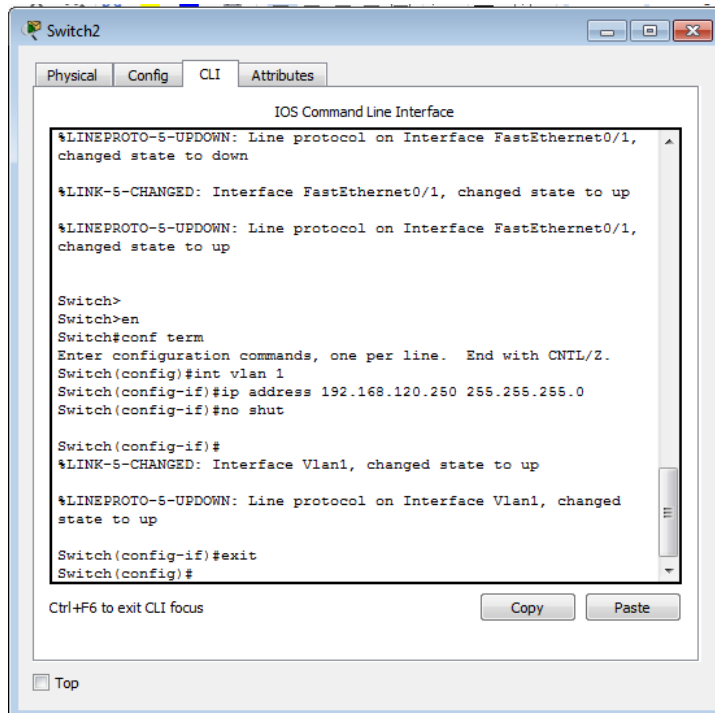 Switch2
Physical Config CLI Attributes
IOS Command Line Interface
%LINEPROTO-5-UPDOWN: Line protocol on Interface FastEthernet0/1,
changed state to down
%LINK-5-CHANGED: Interface FastEthernet0/1, changed state to up
%LINEPROTO-5-UPDOWN: Line protocol on Interface FastEthernet0/1,
changed state to up
Switch>
Switch>en
Switch#conf term
Enter configuration commands, one per line.  End with CNTL/Z.
Switch(config)#int vlan 1
Switch(config-if)#ip address 192.168.120.250 255.255.255.0
Switch(config-if)#no shut
Switch(config-if)#
%LINK-5-CHANGED: Interface Vlan1, changed state to up
%LINEPROTO-5-UPDOWN: Line protocol on Interface Vlan1, changed
state to up
Switch(config-if)#exit
Switch(config)#
Ctrl+F6 to exit CLI focus
Copy Paste
Top